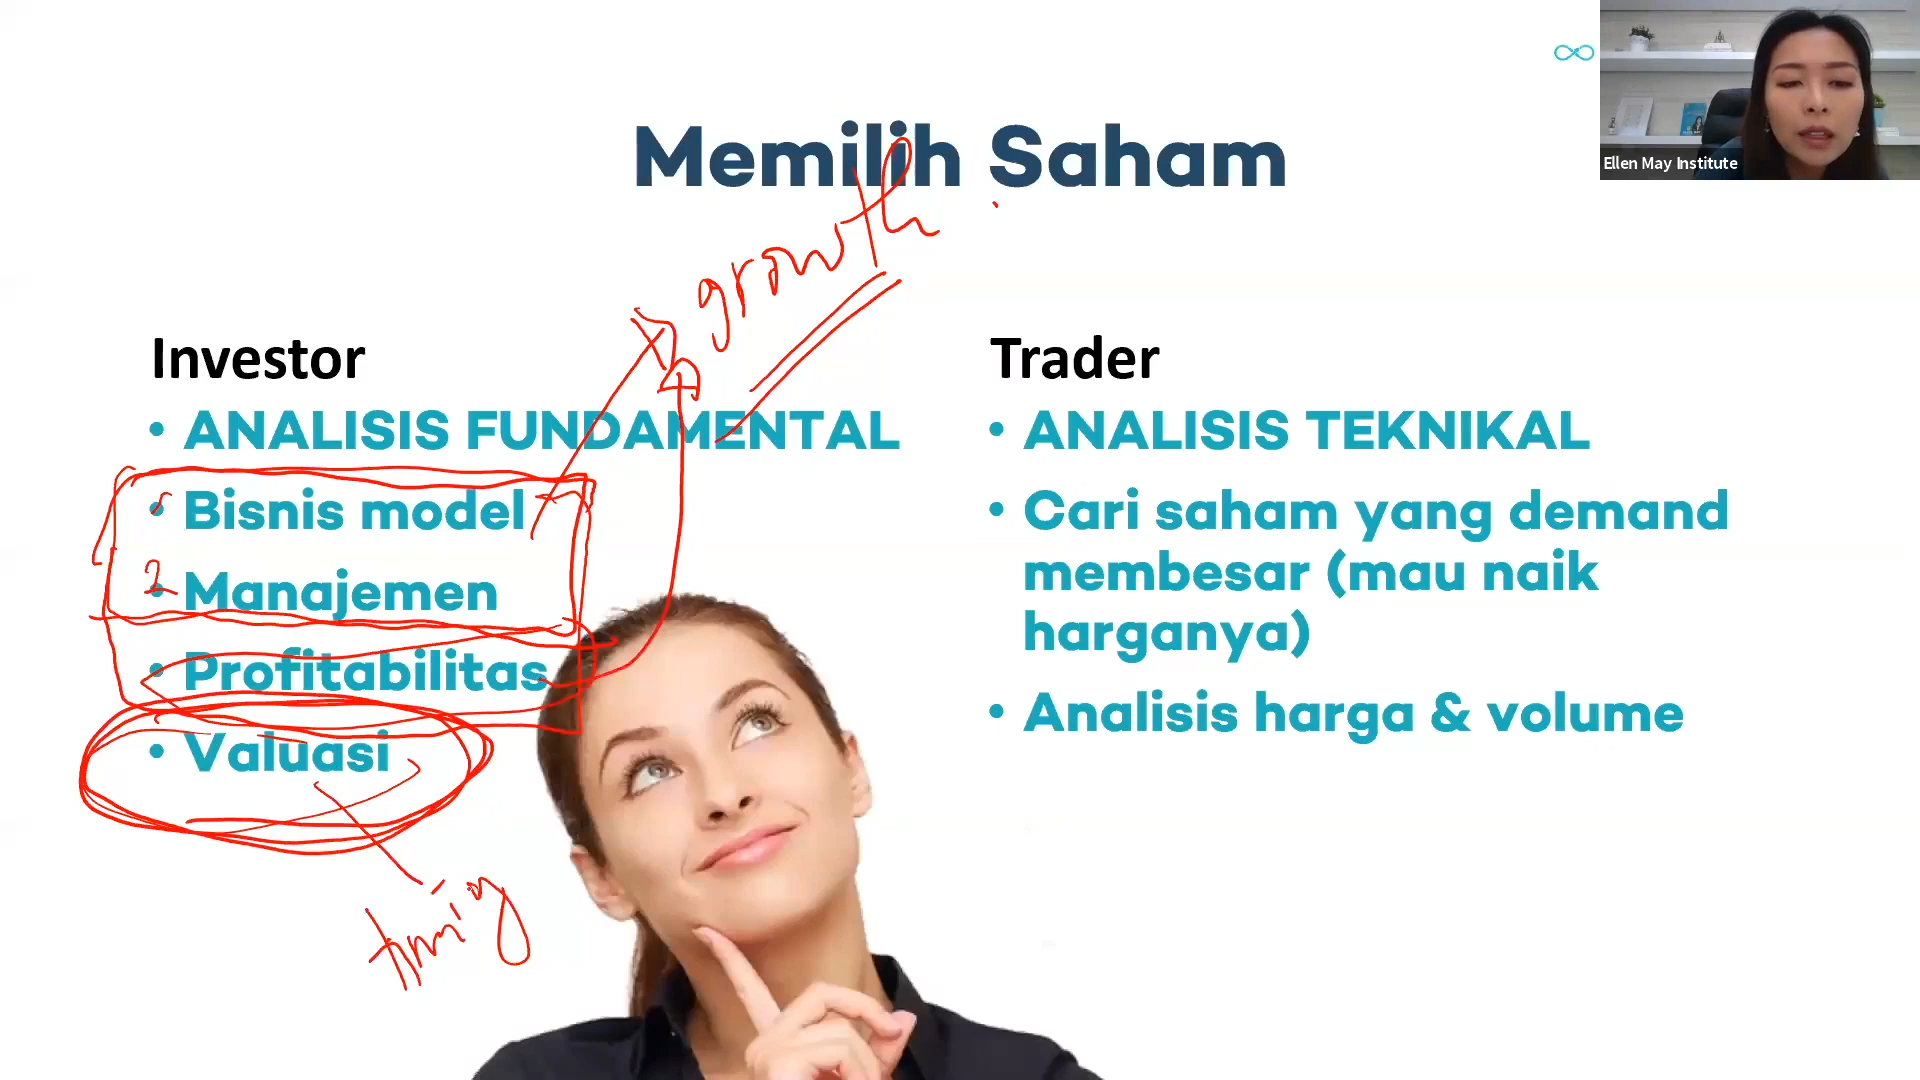 Ellen May Institute
Memilih Saham
growth
Investor
• ANALISIS FUNDAMENTAL
• Bisnis model
2 Manajemen
• Profitabilitas
• Valuasi
timing
Trader
• ANALISIS TEKNIKAL
• Cari saham yang demand
membesar (mau naik
harganya)
• Analisis harga & volume